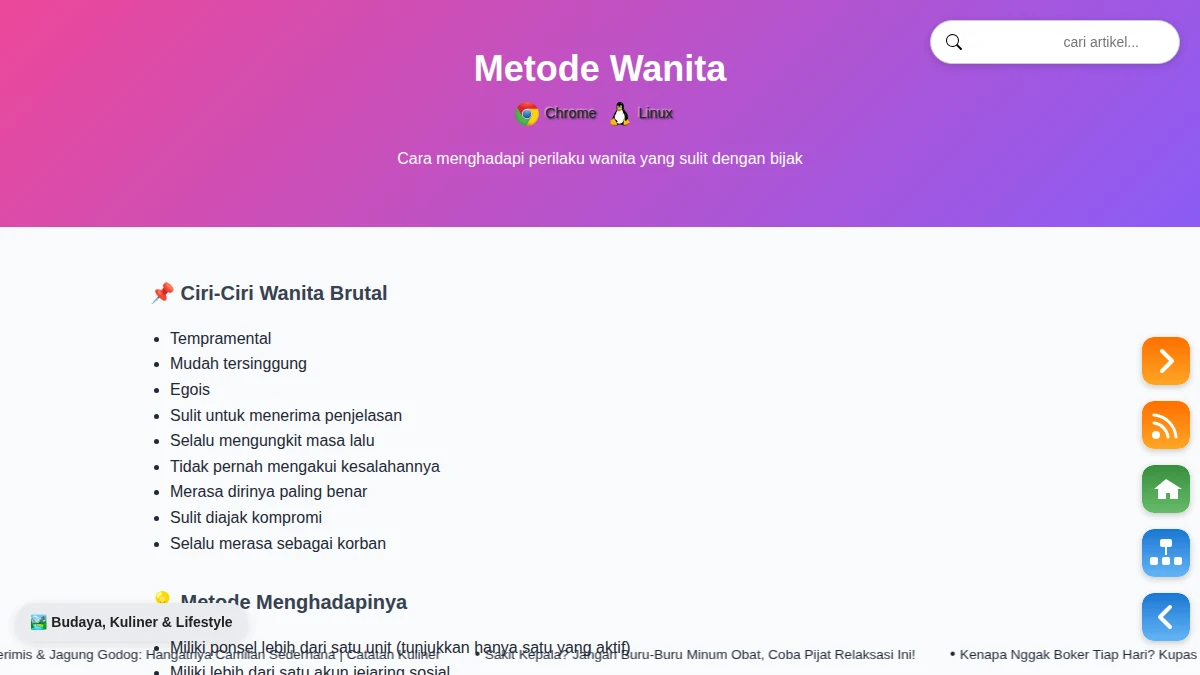 cari artikel...
Metode Wanita
Chrome Linux
Cara menghadapi perilaku wanita yang sulit dengan bijak
Ciri-Ciri Wanita Brutal
Tempramental
Mudah tersinggung
Egois
Sulit untuk menerima penjelasan
Selalu mengungkit masa lalu
Tidak pernah mengakui kesalahannya
Merasa dirinya paling benar
Sulit diajak kompromi
Selalu merasa sebagai korban
Metode Menghadapinya
Budaya, Kuliner & Lifestyle
Miliki ponsel lebih dari satu unit (tunjukkan hanya satu yang aktif)
erimis & Jagung Godog: Hangatnya Camilan Sederhana | Catatan Kuliner • Sakit Kepala? Jangan Buru-Buru Minum Obat, Coba Pijat Relaksasi Ini! • Kenapa Nggak Boker Tiap Hari? Kupas
Miliki lebih dari satu akun jejaring sosial